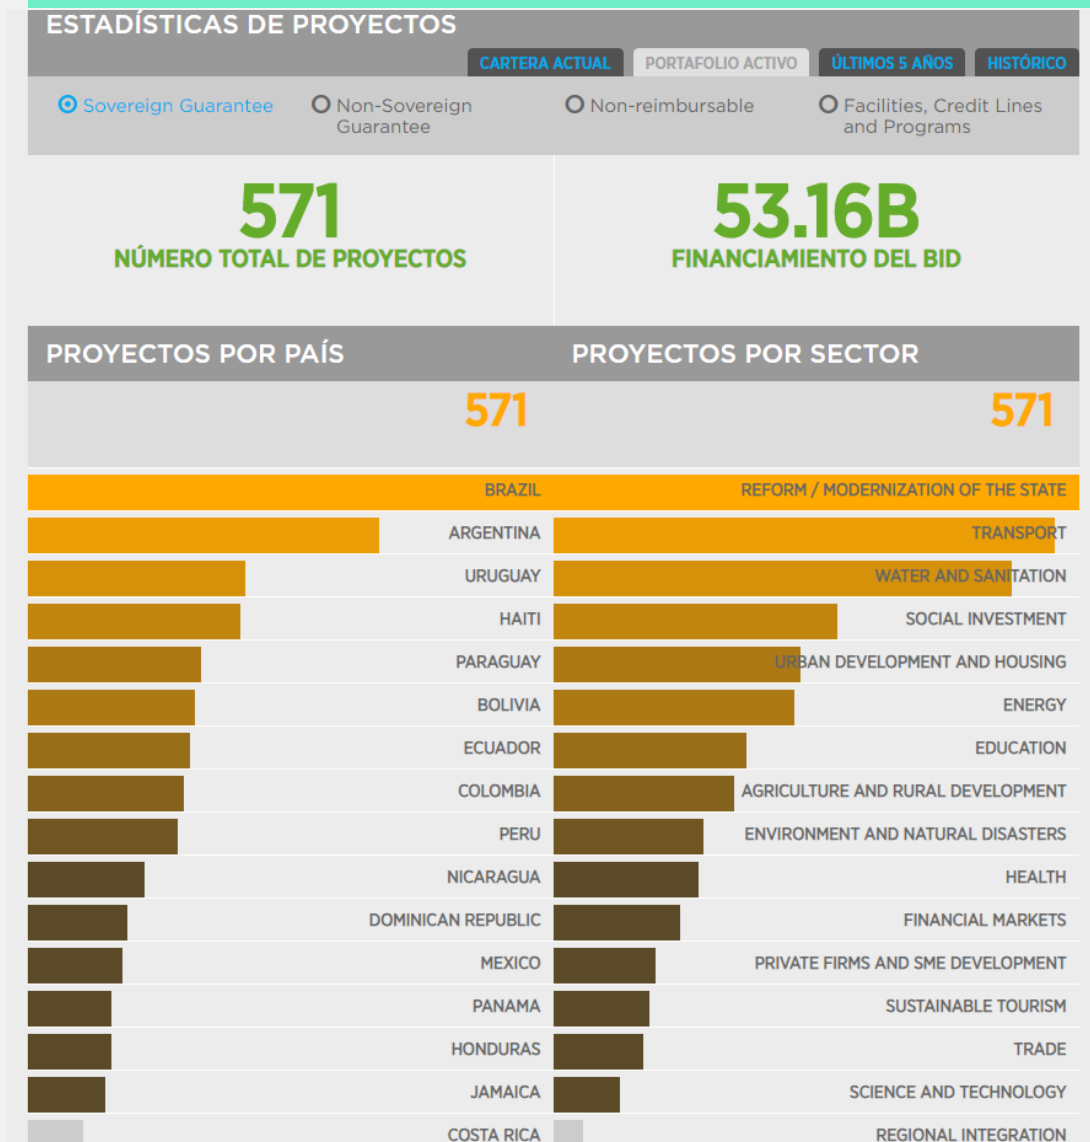 ESTADÍSTICAS DE PROYECTOS
CARTERA ACTUAL
PORTAFOLIO ACTIVO
ÚLTIMOS 5 AÑOS
HISTÓRICO
Sovereign Guarantee
Non-Sovereign
Guarantee
Non-reimbursable
Facilities, Credit Lines
and Programs
571
NÚMERO TOTAL DE PROYECTOS
53.16B
FINANCIAMIENTO DEL BID
PROYECTOS POR PAÍS
571
BRAZIL
ARGENTINA
URUGUAY
HAITI
PARAGUAY
BOLIVIA
ECUADOR
COLOMBIA
PERU
NICARAGUA
DOMINICAN REPUBLIC
MEXICO
PANAMA
HONDURAS
JAMAICA
COSTA RICA
PROYECTOS POR SECTOR
571
REFORM / MODERNIZATION OF THE STATE
TRANSPORT
WATER AND SANITATION
SOCIAL INVESTMENT
URBAN DEVELOPMENT AND HOUSING
ENERGY
EDUCATION
AGRICULTURE AND RURAL DEVELOPMENT
ENVIRONMENT AND NATURAL DISASTERS
HEALTH
FINANCIAL MARKETS
PRIVATE FIRMS AND SME DEVELOPMENT
SUSTAINABLE TOURISM
TRADE
SCIENCE AND TECHNOLOGY
REGIONAL INTEGRATION